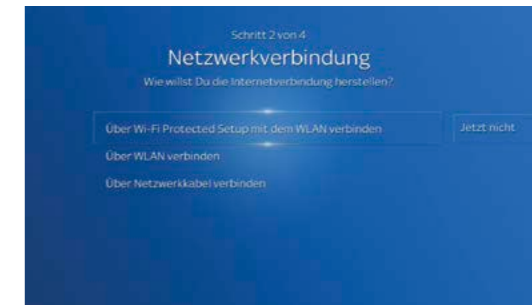 Schritt 2 von 4
Netzwerkverbindung
Wie willst Du die Internetverbindung herstellen?
Über Wi-Fi Protected Setup mit dem WLAN verbinden
Jetzt nicht
Über WLAN verbinden
Über Netzwerkkabel verbinden